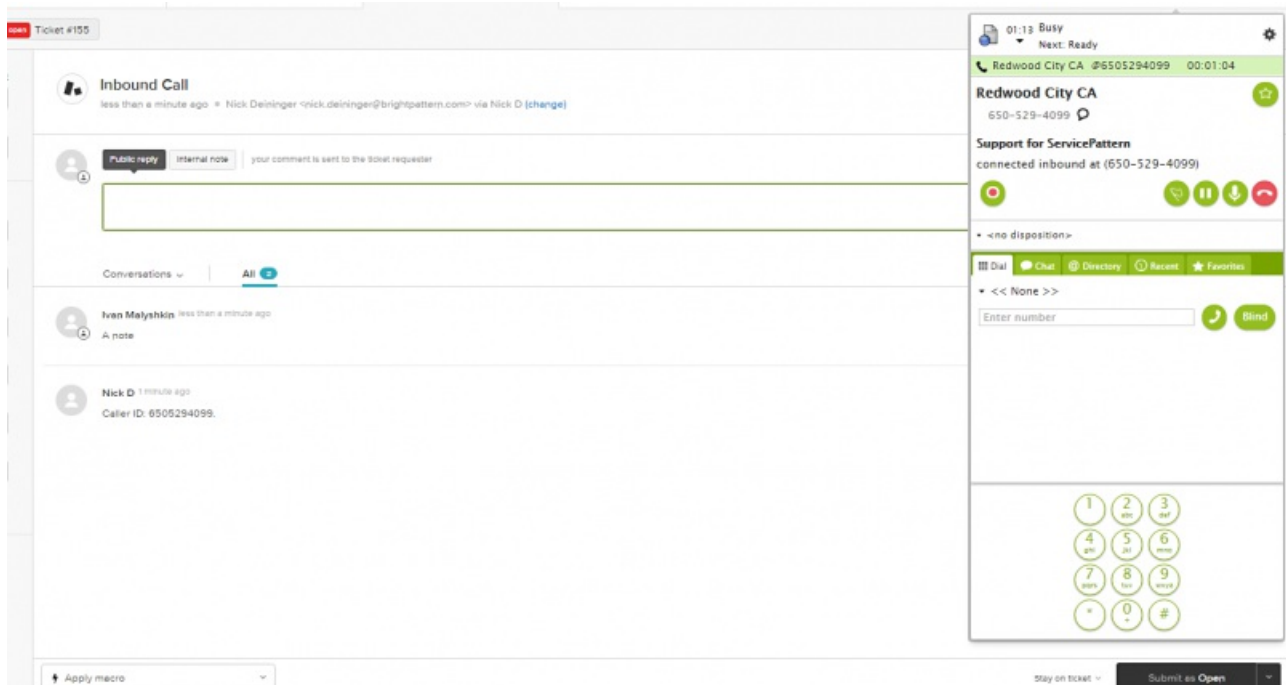 open Ticket #155
Inbound Call
less than a minute ago Nick Deininger <nick.deininger@brightpattern.com> via Nick D (change)
Public reply Internal note your comment is sent to the ticket requester
Conversations All 2
Ivan Malyshkin less than a minute ago
A note
Nick D 1 minute ago
Caller ID: 6505294099.
Apply macro
Stay on ticket
Submit as Open
01:13 Busy
Next: Ready
Redwood City CA @6505294099 00:01:04
Redwood City CA
650-529-4099
Support for ServicePattern
connected inbound at (650-529-4099)
<no disposition>
Dial Chat @ Directory Recent Favorites
<< None >>
Enter number Blind
1 2 abc 3 def
4 ghi 5 jkl 6 mno
7 pqrs 8 tuv 9 wxyz
* 0 + #